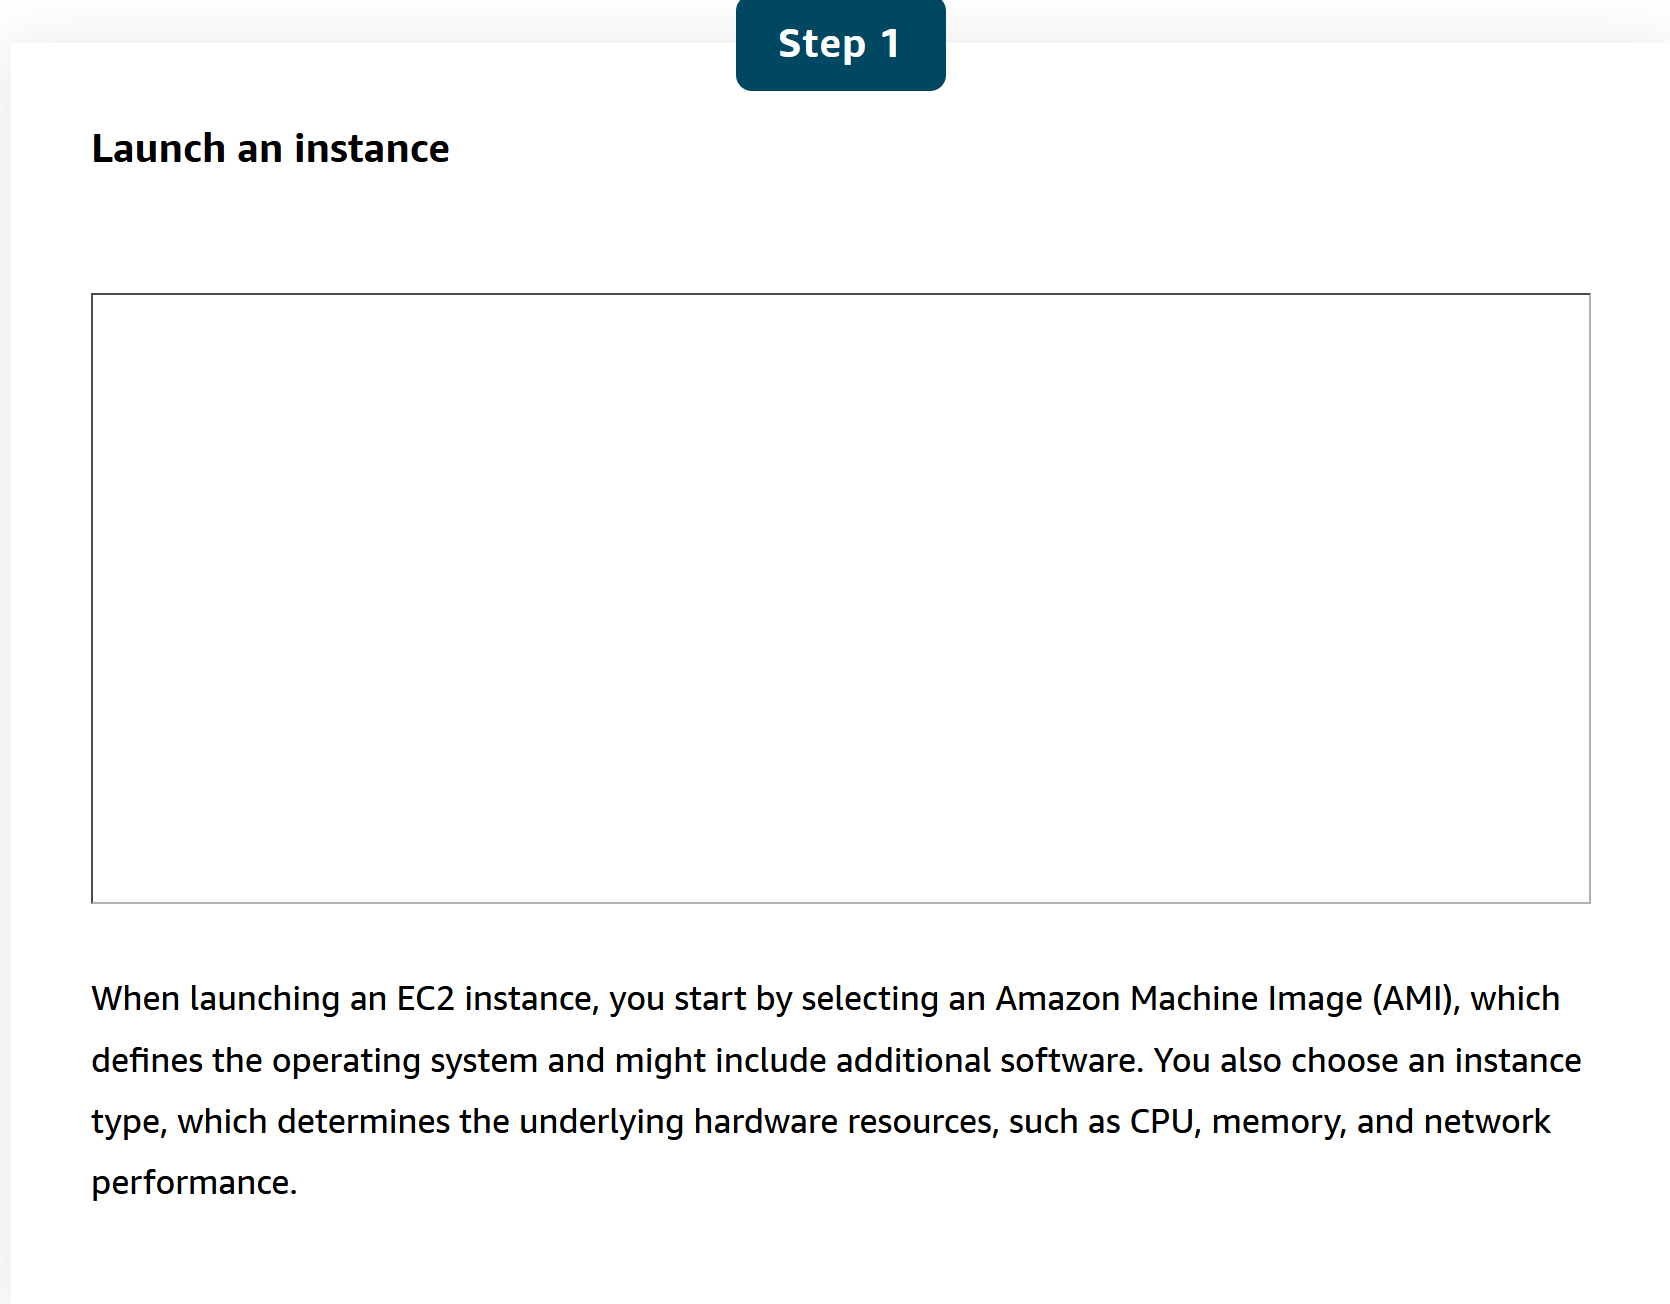 Step 1
Launch an instance
When launching an EC2 instance, you start by selecting an Amazon Machine Image (AMI), which
defines the operating system and might include additional software. You also choose an instance
type, which determines the underlying hardware resources, such as CPU, memory, and network
performance.